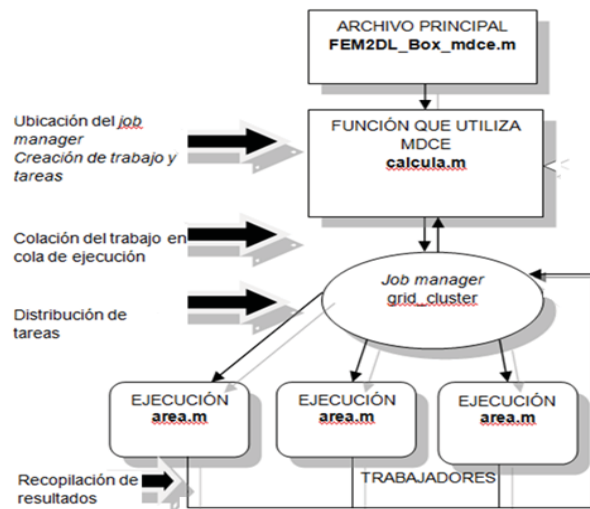 ARCHIVO PRINCIPAL
FEM2DL_Box_mdce.m
Ubicación del job
manager
Creación de trabajo y
tareas
FUNCIÓN QUE UTILIZA
MDCE
calcula.m
Colación del trabajo en
cola de ejecución
Job manager
grid_cluster
Distribución de
tareas
EJECUCIÓN
area.m
EJECUCIÓN
area.m
EJECUCIÓN
area.m
Recopilación de
resultados
TRABAJADORES